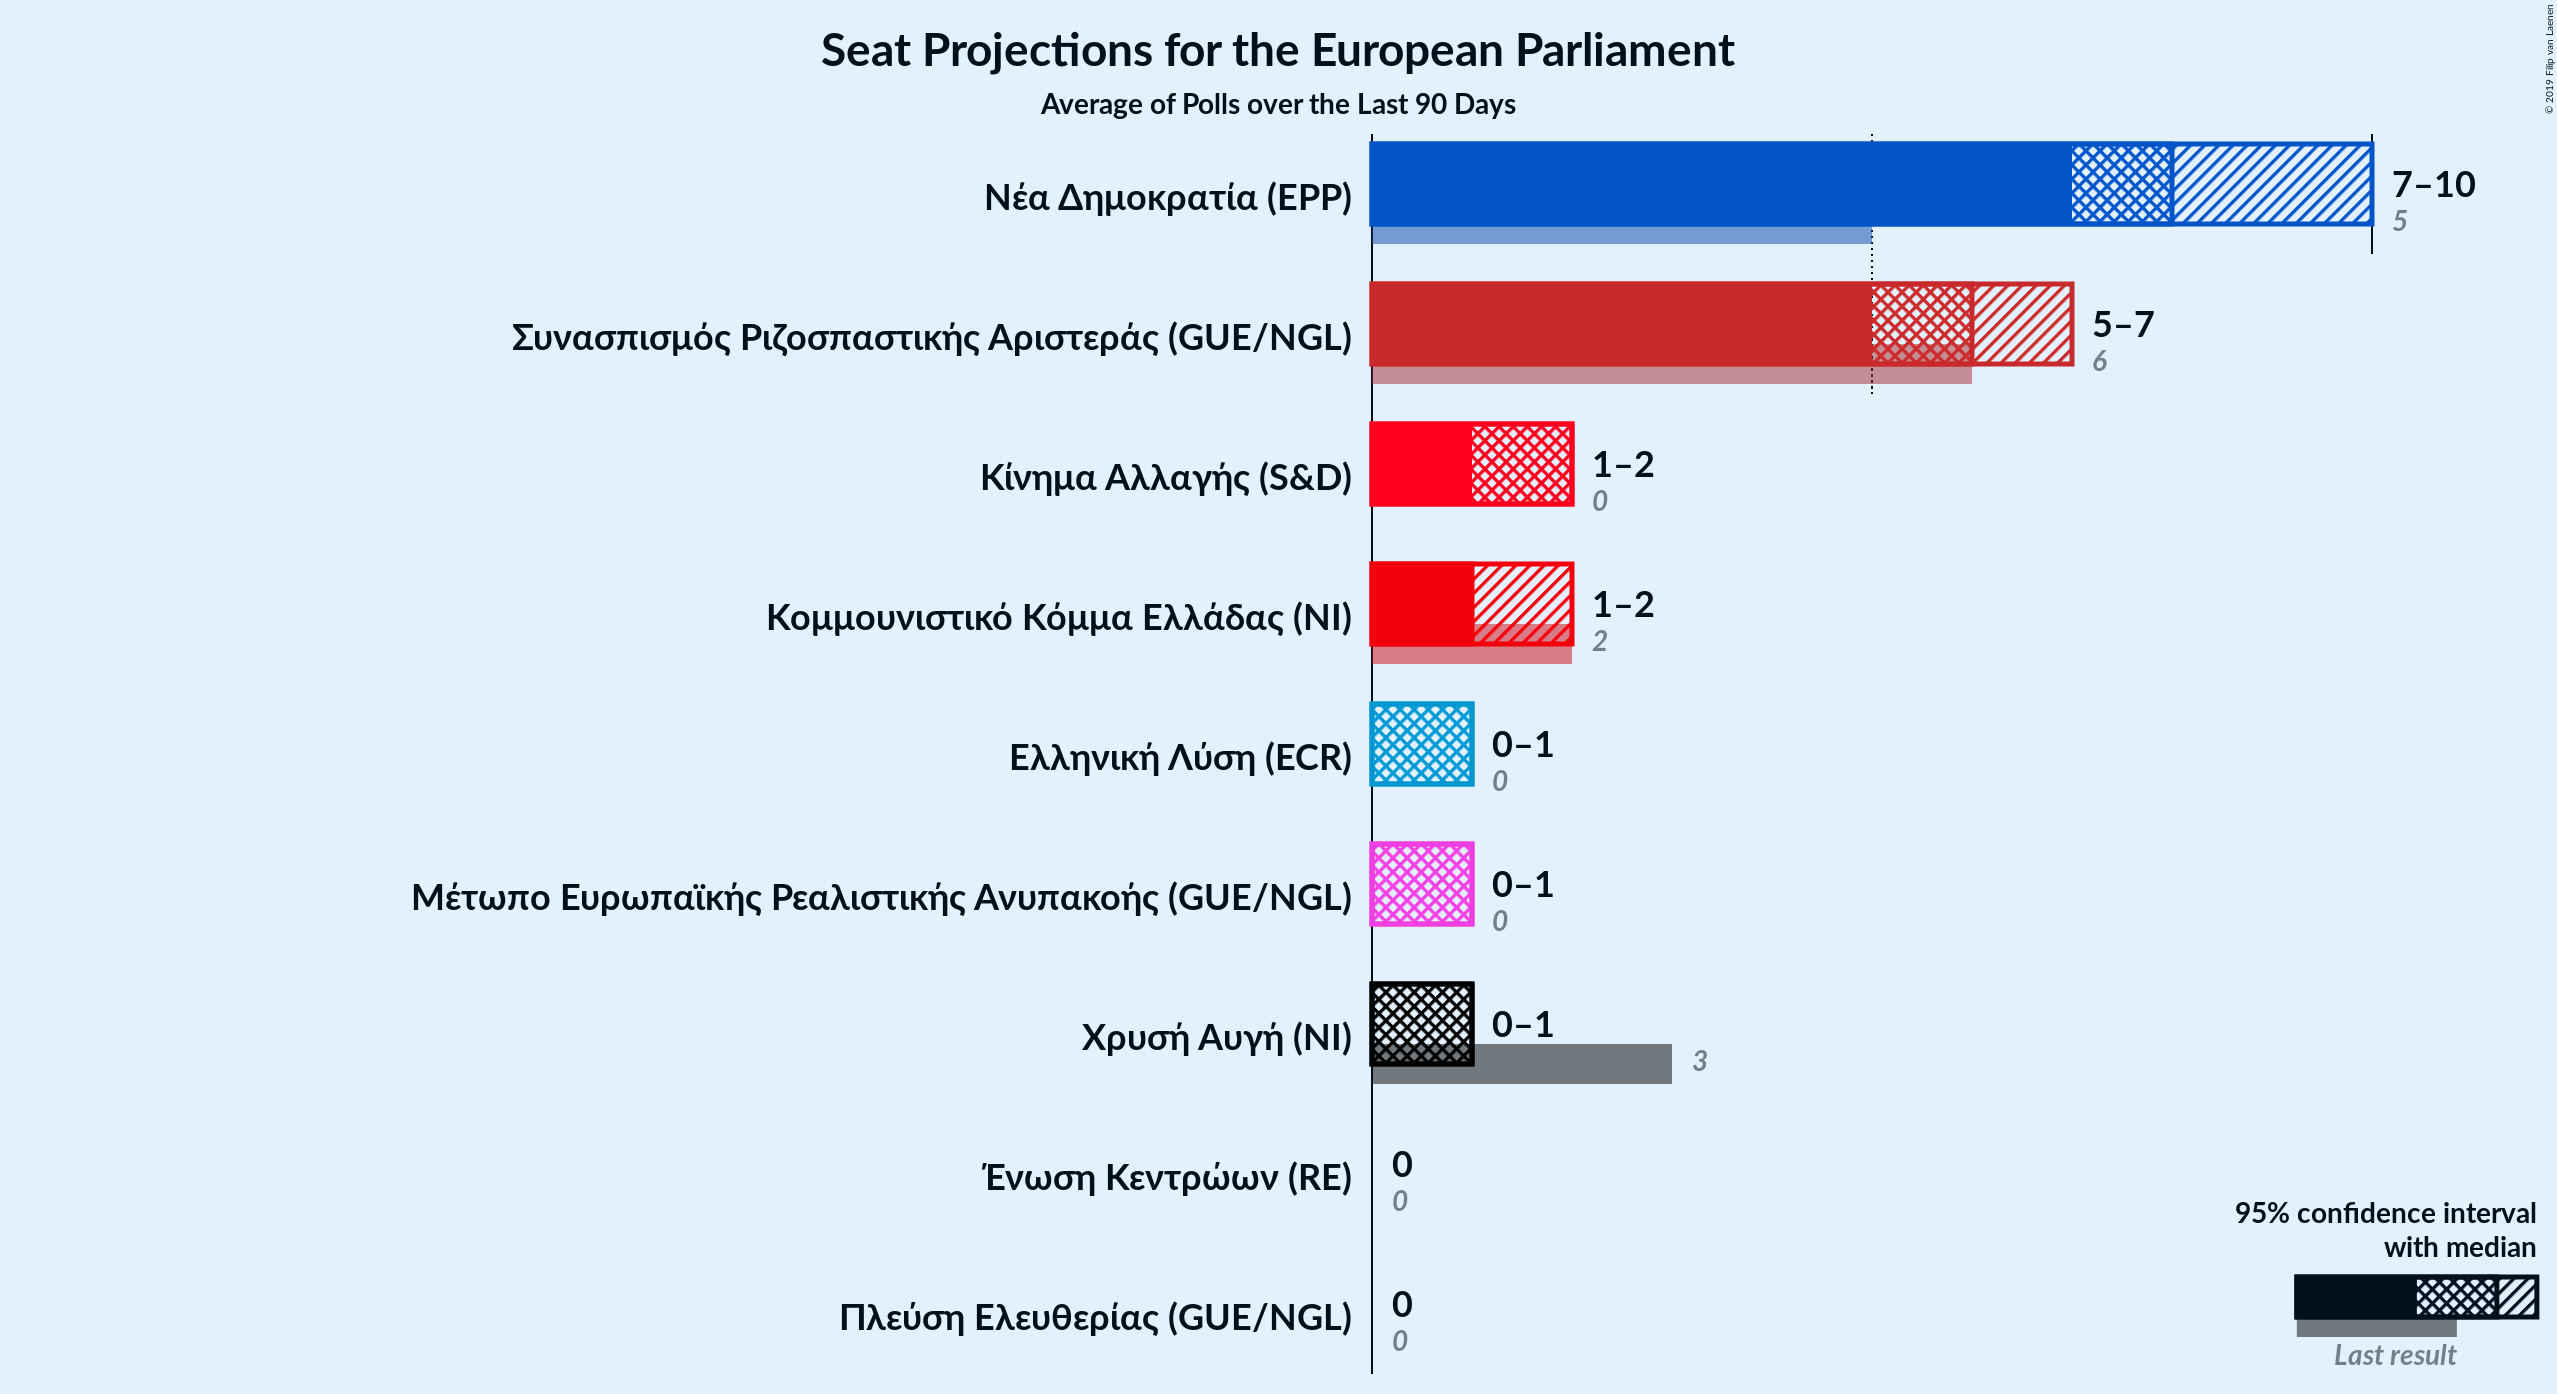 Seat Projections for the European Parliament
Average of Polls over the Last 90 Days
© 2019 Filip van Laenen
Νέα Δημοκρατία (EPP)
7–10
5
Συνασπισμός Ριζοσπαστικής Αριστεράς (GUE/NGL)
5–7
6
Κίνημα Αλλαγής (S&D)
1–2
0
Κομμουνιστικό Κόμμα Ελλάδας (NI)
1–2
2
Ελληνική Λύση (ECR)
0–1
0
Μέτωπο Ευρωπαϊκής Ρεαλιστικής Ανυπακοής (GUE/NGL)
0–1
0
Χρυσή Αυγή (NI)
0–1
3
Ένωση Κεντρώων (RE)
0
0
Πλεύση Ελευθερίας (GUE/NGL)
0
0
95% confidence interval
with median
Last result